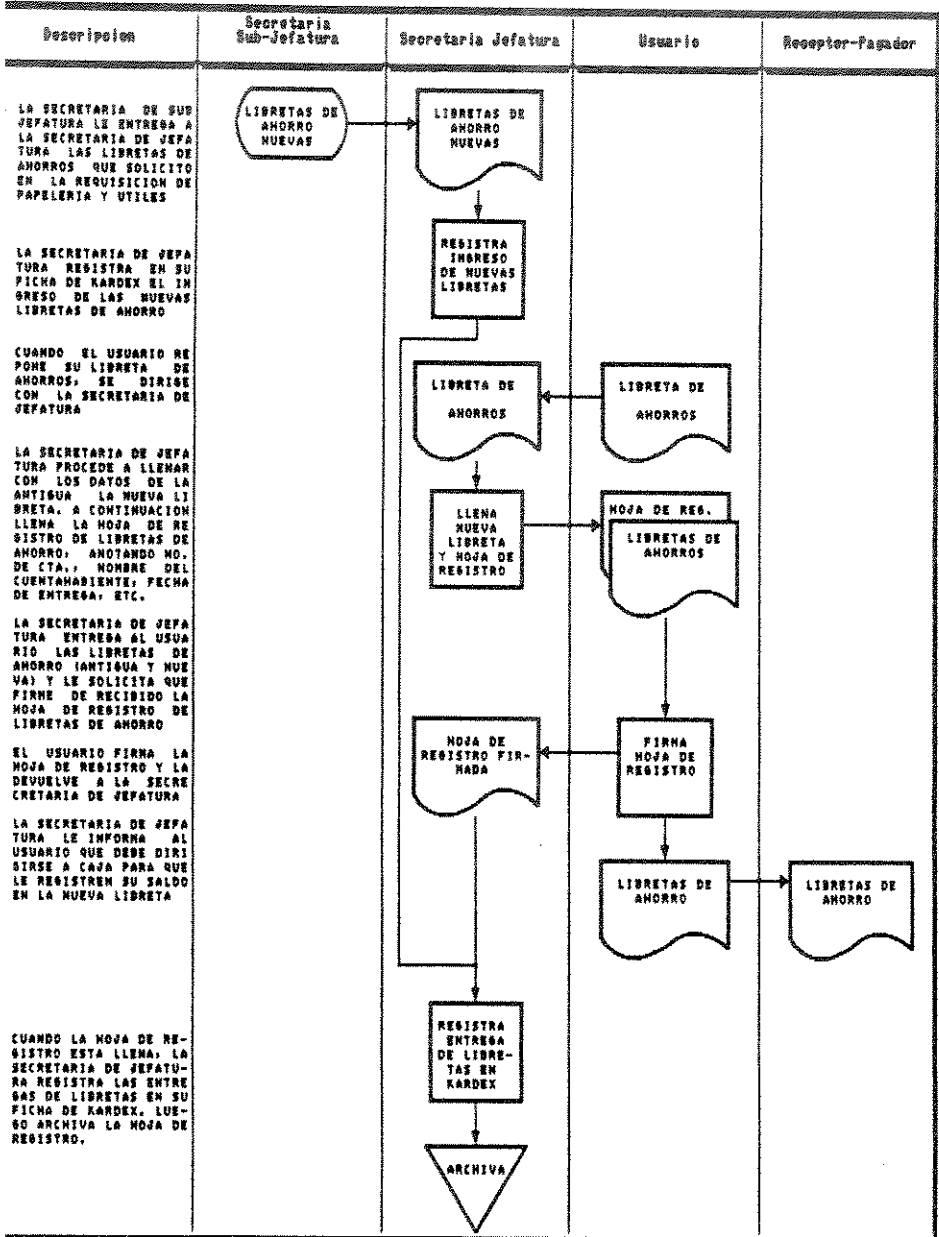 Descripcion
Secretaria
Sub-Jefatura
Secretaria Jefatura
Usuario
Receptor-Pagador
LA SECRETARIA DE SUB
JEFATURA LE ENTREGA A
LA SECRETARIA DE JEFA
TURA LAS LIBRETAS DE
AHORROS QUE SOLICITO
EN LA REQUISICION DE
PAPELERIA Y UTILES
LIBRETAS DE
AHORRO
NUEVAS
LIBRETAS DE
AHORRO
NUEVAS
LA SECRETARIA DE JEFA
TURA REGISTRA EN SU
FICHA DE KARDEX EL IN
GRESO DE LAS NUEVAS
LIBRETAS DE AHORRO
REGISTRA
INGRESO
DE NUEVAS
LIBRETAS
CUANDO EL USUARIO RE
PONE SU LIBRETA DE
AHORROS, SE DIRIGE
CON LA SECRETARIA DE
JEFATURA
LIBRETA DE
AHORROS
LIBRETA DE
AHORROS
LA SECRETARIA DE JEFA
TURA PROCEDE A LLENAR
CON LOS DATOS DE LA
ANTIGUA LA NUEVA LI
BRETA. A CONTINUACION
LLENA LA HOJA DE RE
GISTRO DE LIBRETAS DE
AHORRO, ANOTANDO NO.
DE CTA., NOMBRE DEL
CUENTAHABIENTE, FECHA
DE ENTREGA, ETC.
LLENA
NUEVA
LIBRETA
Y HOJA DE
REGISTRO
HOJA DE REG.
LIBRETAS DE
AHORROS
LA SECRETARIA DE JEFA
TURA ENTREGA AL USUA
RIO LAS LIBRETAS DE
AHORRO (ANTIGUA Y NUE
VA) Y LE SOLICITA QUE
FIRME DE RECIBIDO LA
HOJA DE REGISTRO DE
LIBRETAS DE AHORRO
EL USUARIO FIRMA LA
HOJA DE REGISTRO Y LA
DEVUELVE A LA SECRE
CRETARIA DE JEFATURA
HOJA DE
REGISTRO FIR-
MADA
FIRMA
HOJA DE
REGISTRO
LA SECRETARIA DE JEFA
TURA LE INFORMA AL
USUARIO QUE DEBE DIRI
GIRSE A CAJA PARA QUE
LE REGISTREN SU SALDO
EN LA NUEVA LIBRETA
LIBRETAS DE
AHORRO
LIBRETAS DE
AHORRO
CUANDO LA HOJA DE RE-
GISTRO ESTA LLENA, LA
SECRETARIA DE JEFATU-
RA REGISTRA LAS ENTRE
GAS DE LIBRETAS EN SU
FICHA DE KARDEX. LUE-
GO ARCHIVA LA HOJA DE
REGISTRO.
REGISTRA
ENTREGA
DE LIBRE-
TAS EN
KARDEX
ARCHIVA